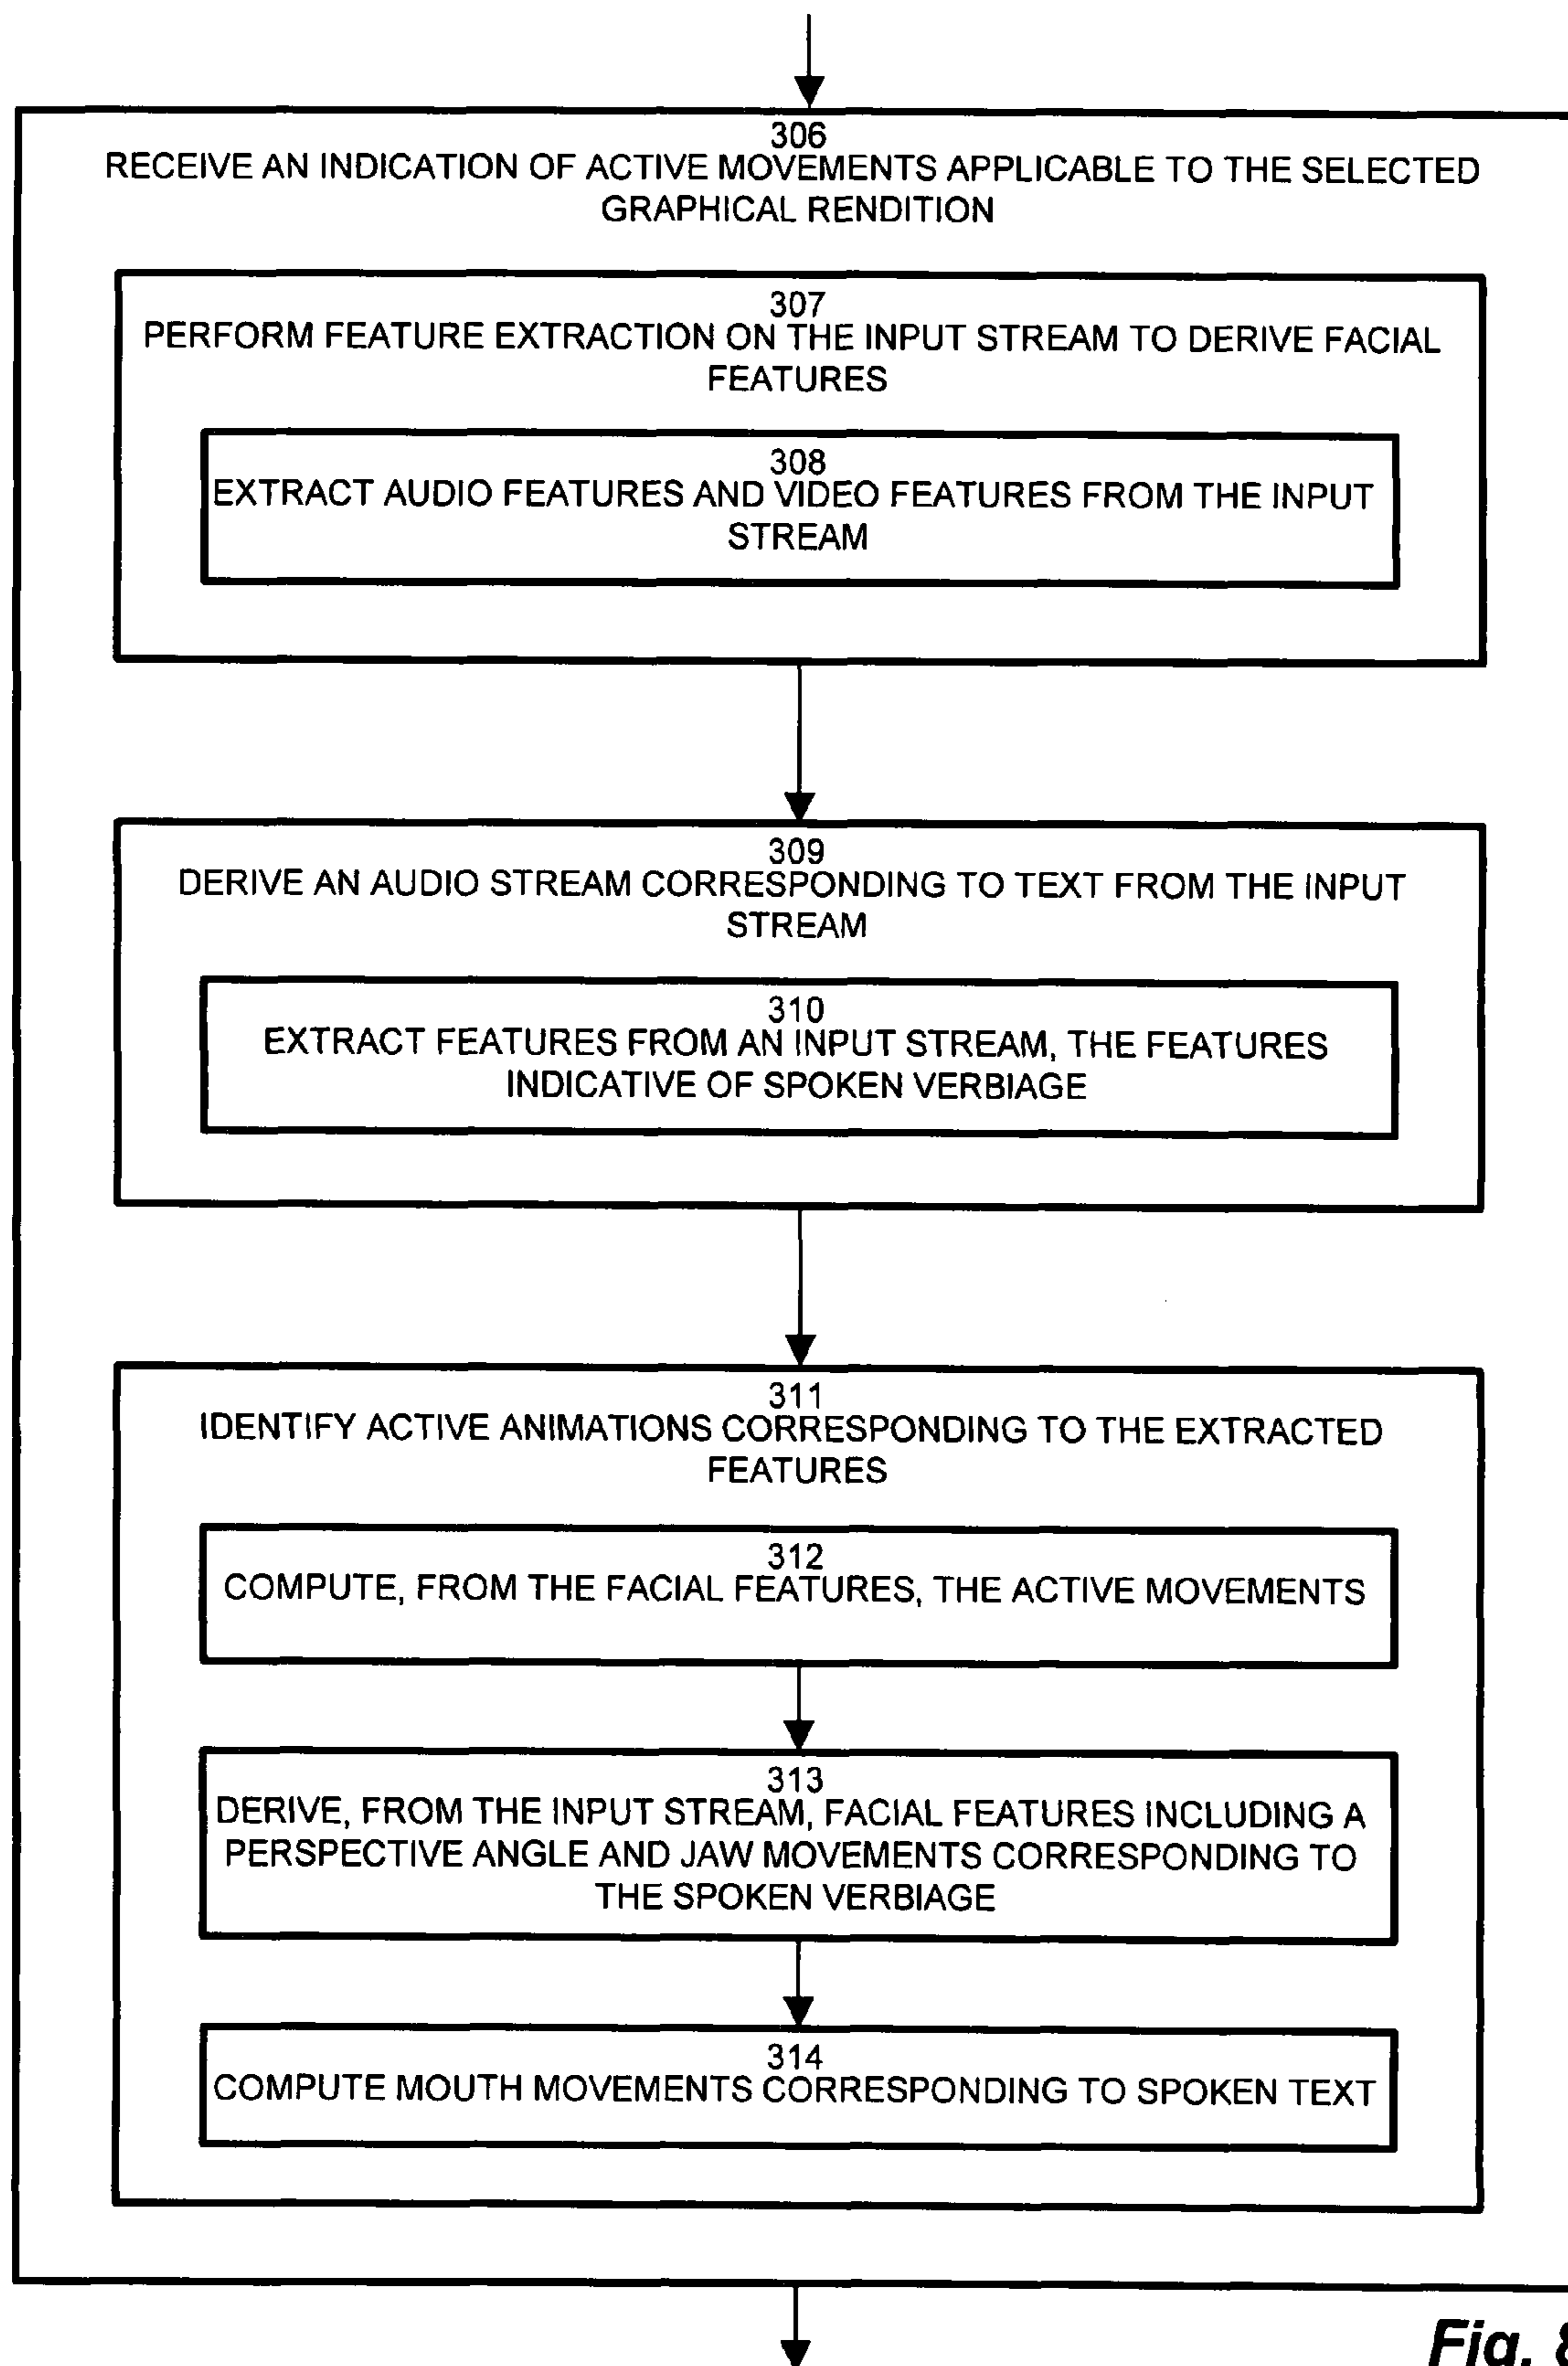 306
RECEIVE AN INDICATION OF ACTIVE MOVEMENTS APPLICABLE TO THE SELECTED
GRAPHICAL RENDITION
307
PERFORM FEATURE EXTRACTION ON THE INPUT STREAM TO DERIVE FACIAL
FEATURES
308
EXTRACT AUDIO FEATURES AND VIDEO FEATURES FROM THE INPUT
STREAM
309
DERIVE AN AUDIO STREAM CORRESPONDING TO TEXT FROM THE INPUT
STREAM
310
EXTRACT FEATURES FROM AN INPUT STREAM, THE FEATURES
INDICATIVE OF SPOKEN VERBIAGE
311
IDENTIFY ACTIVE ANIMATIONS CORRESPONDING TO THE EXTRACTED
FEATURES
312
COMPUTE, FROM THE FACIAL FEATURES, THE ACTIVE MOVEMENTS
313
DERIVE, FROM THE INPUT STREAM, FACIAL FEATURES INCLUDING A
PERSPECTIVE ANGLE AND JAW MOVEMENTS CORRESPONDING TO
THE SPOKEN VERBIAGE
314
COMPUTE MOUTH MOVEMENTS CORRESPONDING TO SPOKEN TEXT
Fig.